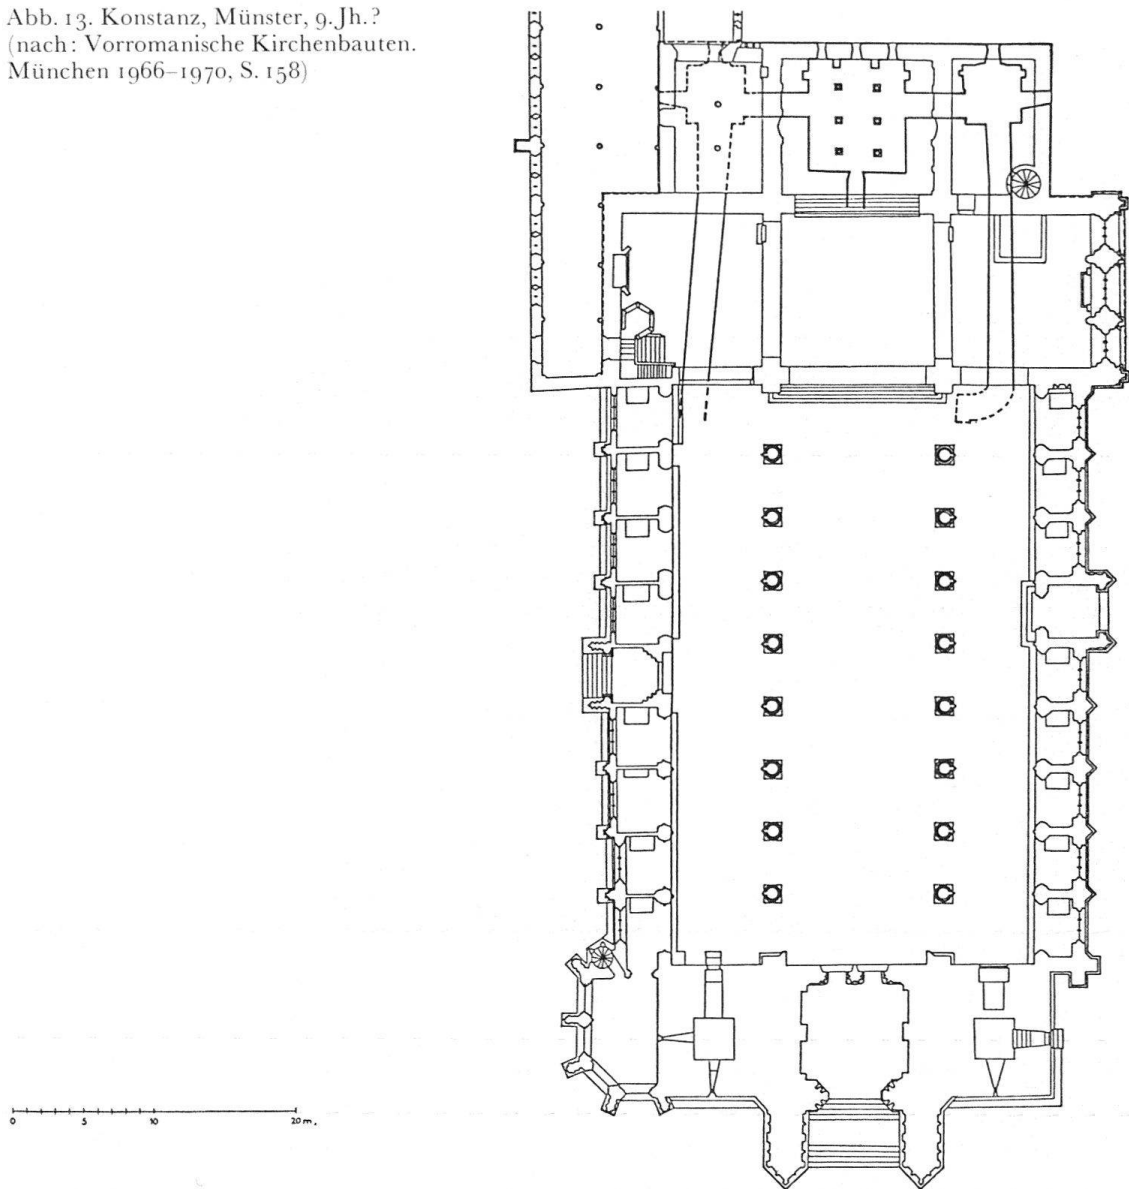 Abb. 13. Konstanz, Münster, 9. Jh.?
(nach: Vorromanische Kirchenbauten.
München 1966–1970, S. 158)
0 5 10 20 m.